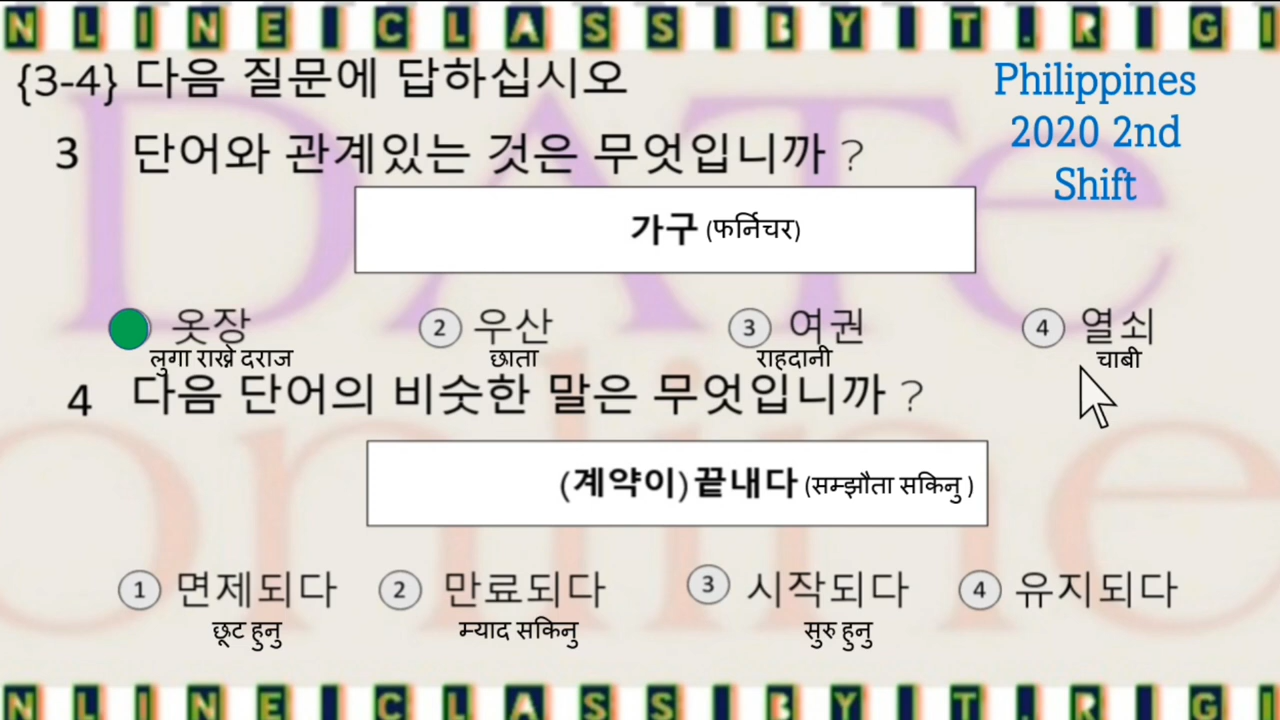 N L I N E | C L A S S | B Y | T . R I G I
{3-4} 다음 질문에 답하십시오
Philippines
2020 2nd
Shift
3 단어와 관계있는 것은 무엇입니까 ?
가구 (फर्निचर)
옷장 2 우산 3 여권 4 열쇠
लुगा राख्ने दराज छाता राहदानी चाबी
4 다음 단어의 비슷한 말은 무엇입니까 ?
(계약이) 끝내다 (सम्झौता सकिनु )
1 면제되다 2 만료되다 3 시작되다 4 유지되다
छूट हुनु म्याद सकिनु सुरु हुनु
DATe
online
N L I N E | C L A S S | B Y | T . R I G I